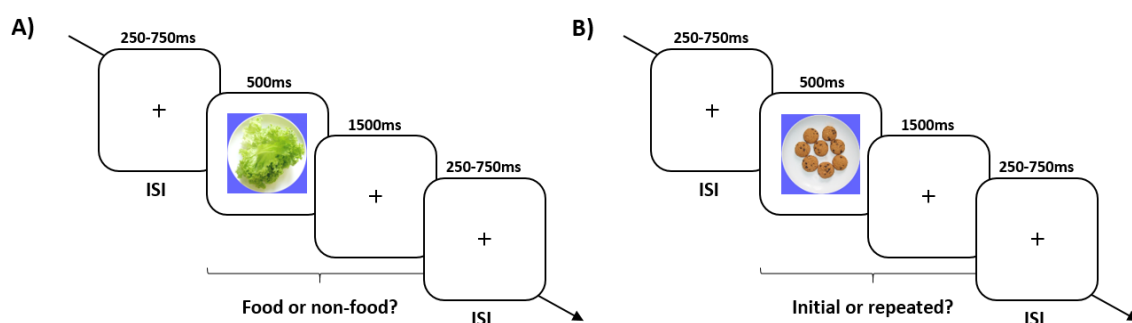 A)
250-750ms
500ms
1500ms
250-750ms
ISI
Food or non-food?
ISI
B)
250-750ms
500ms
1500ms
250-750ms
ISI
Initial or repeated?
ISI